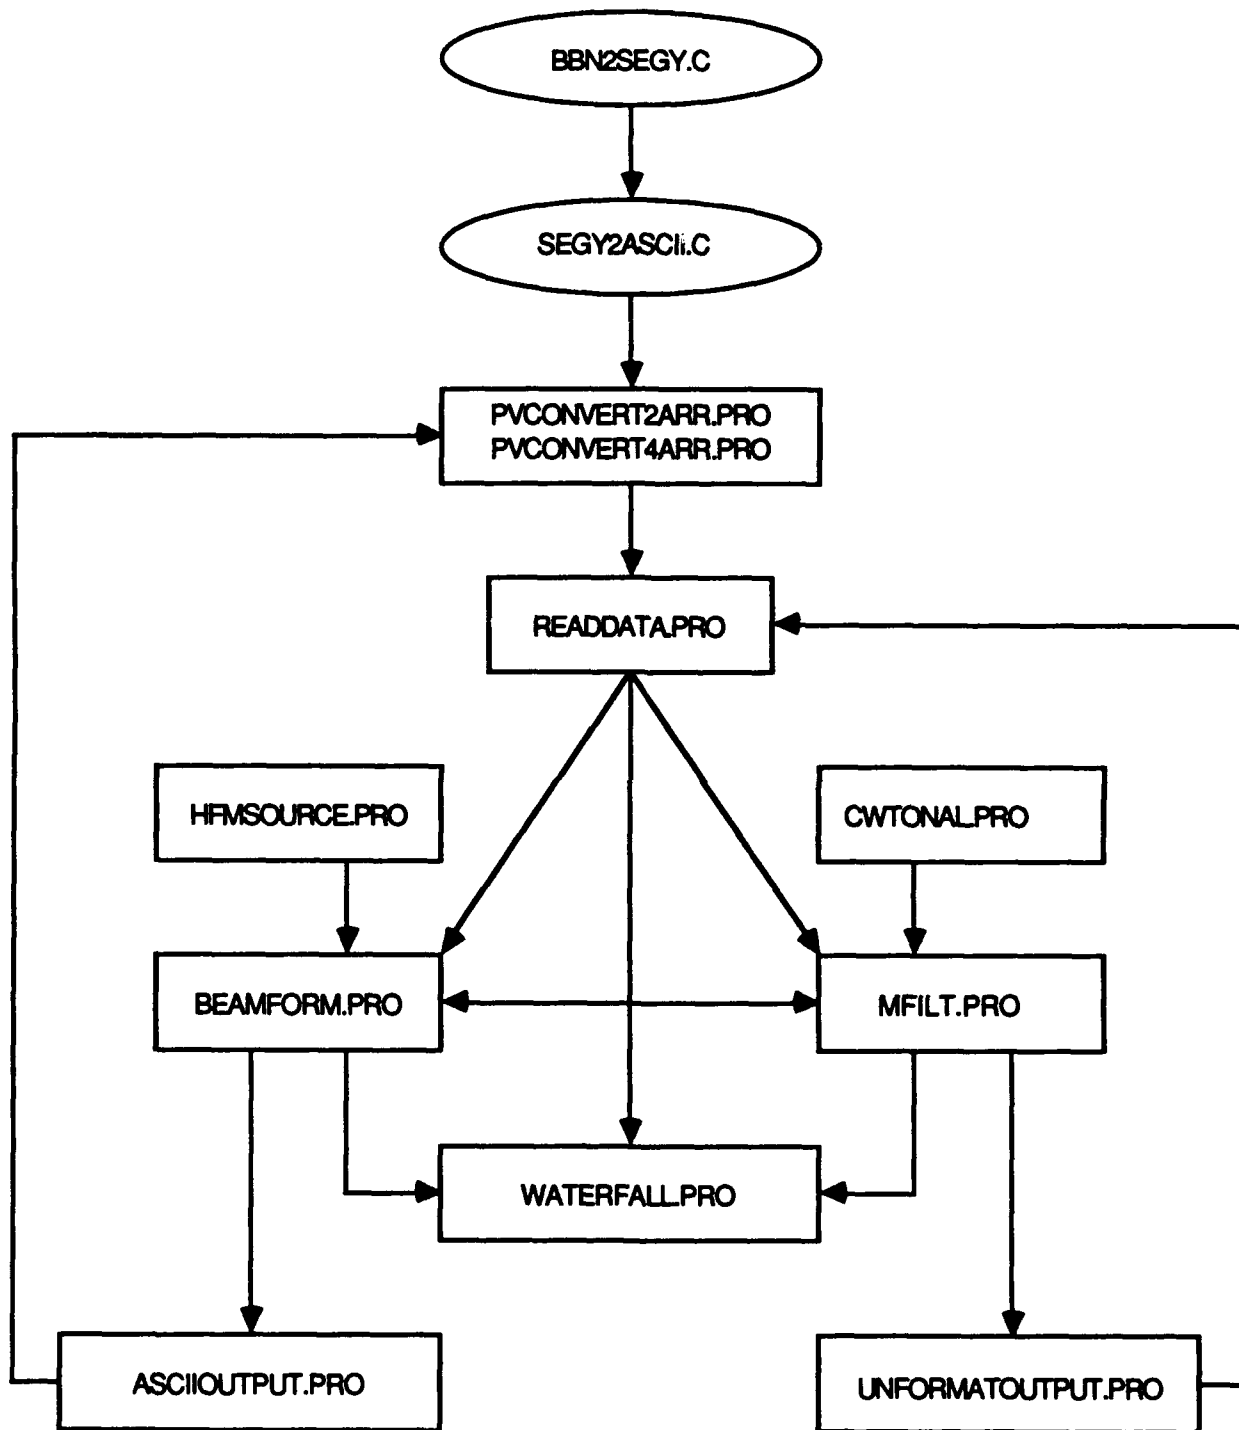 BBN2SEGY.C
SEGY2ASCII.C
PVCONVERT2ARR.PRO
PVCONVERT4ARR.PRO
READDATA.PRO
HFMSOURCE.PRO
CWTONAL.PRO
BEAMFORM.PRO
MFILT.PRO
WATERFALL.PRO
ASCIIOUTPUT.PRO
UNFORMATOUTPUT.PRO